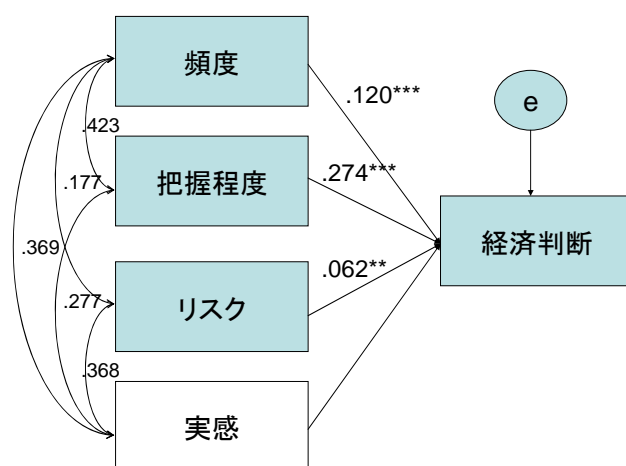 頻度
.120***
e
.423
把握程度
.177
.274***
経済判断
.369
.062**
リスク
.277
.368
実感